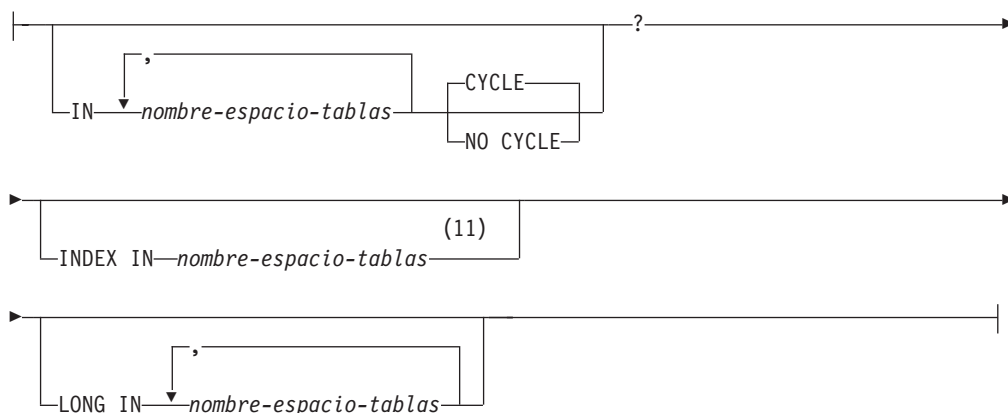 ?
,
CYCLE
IN nombre-espacio-tablas
NO CYCLE
(11)
INDEX IN nombre-espacio-tablas
,
LONG IN nombre-espacio-tablas